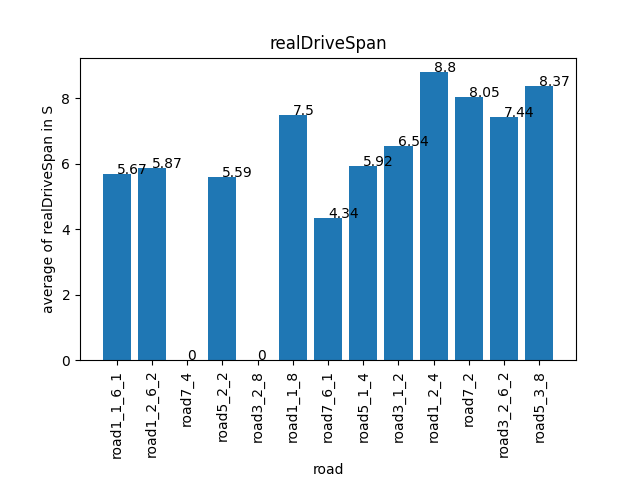 realDriveSpan
average of realDriveSpan in S
8
6
4
2
0
5.67
5.87
0
5.59
0
7.5
4.34
5.92
6.54
8.8
8.05
7.44
8.37
road1_1_6_1
road1_2_6_2
road7_4
road5_2_2
road3_2_8
road1_1_8
road7_6_1
road5_1_4
road3_1_2
road1_2_4
road7_2
road3_2_6_2
road5_3_8
road